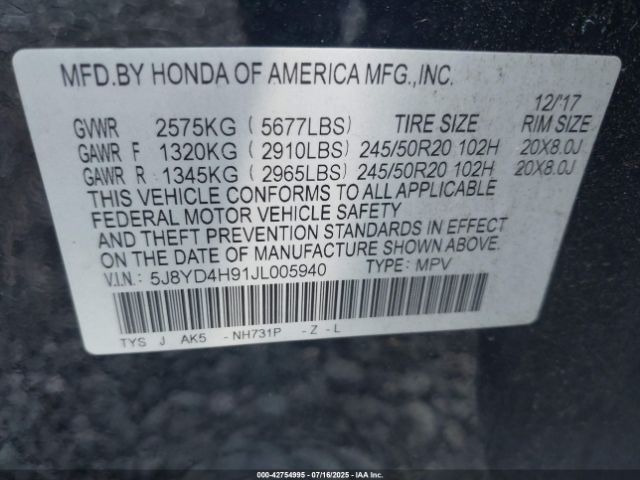 MFD. BY HONDA OF AMERICA MFG., INC.
12/'17
GVWR 2575KG ( 5677LBS) TIRE SIZE RIM SIZE
GAWR F 1320KG ( 2910LBS) 245/50R20 102H 20X8.0J
GAWR R 1345KG ( 2965LBS) 245/50R20 102H 20X8.0J
THIS VEHICLE CONFORMS TO ALL APPLICABLE
FEDERAL MOTOR VEHICLE SAFETY
AND THEFT PREVENTION STANDARDS IN EFFECT
ON THE DATE OF MANUFACTURE SHOWN ABOVE.
V.I.N.: 5J8YD4H91JL005940 TYPE: MPV
TYS J AK5 -NH731P -Z -L
000-42754995 - 07/16/2025 - IAA Inc.